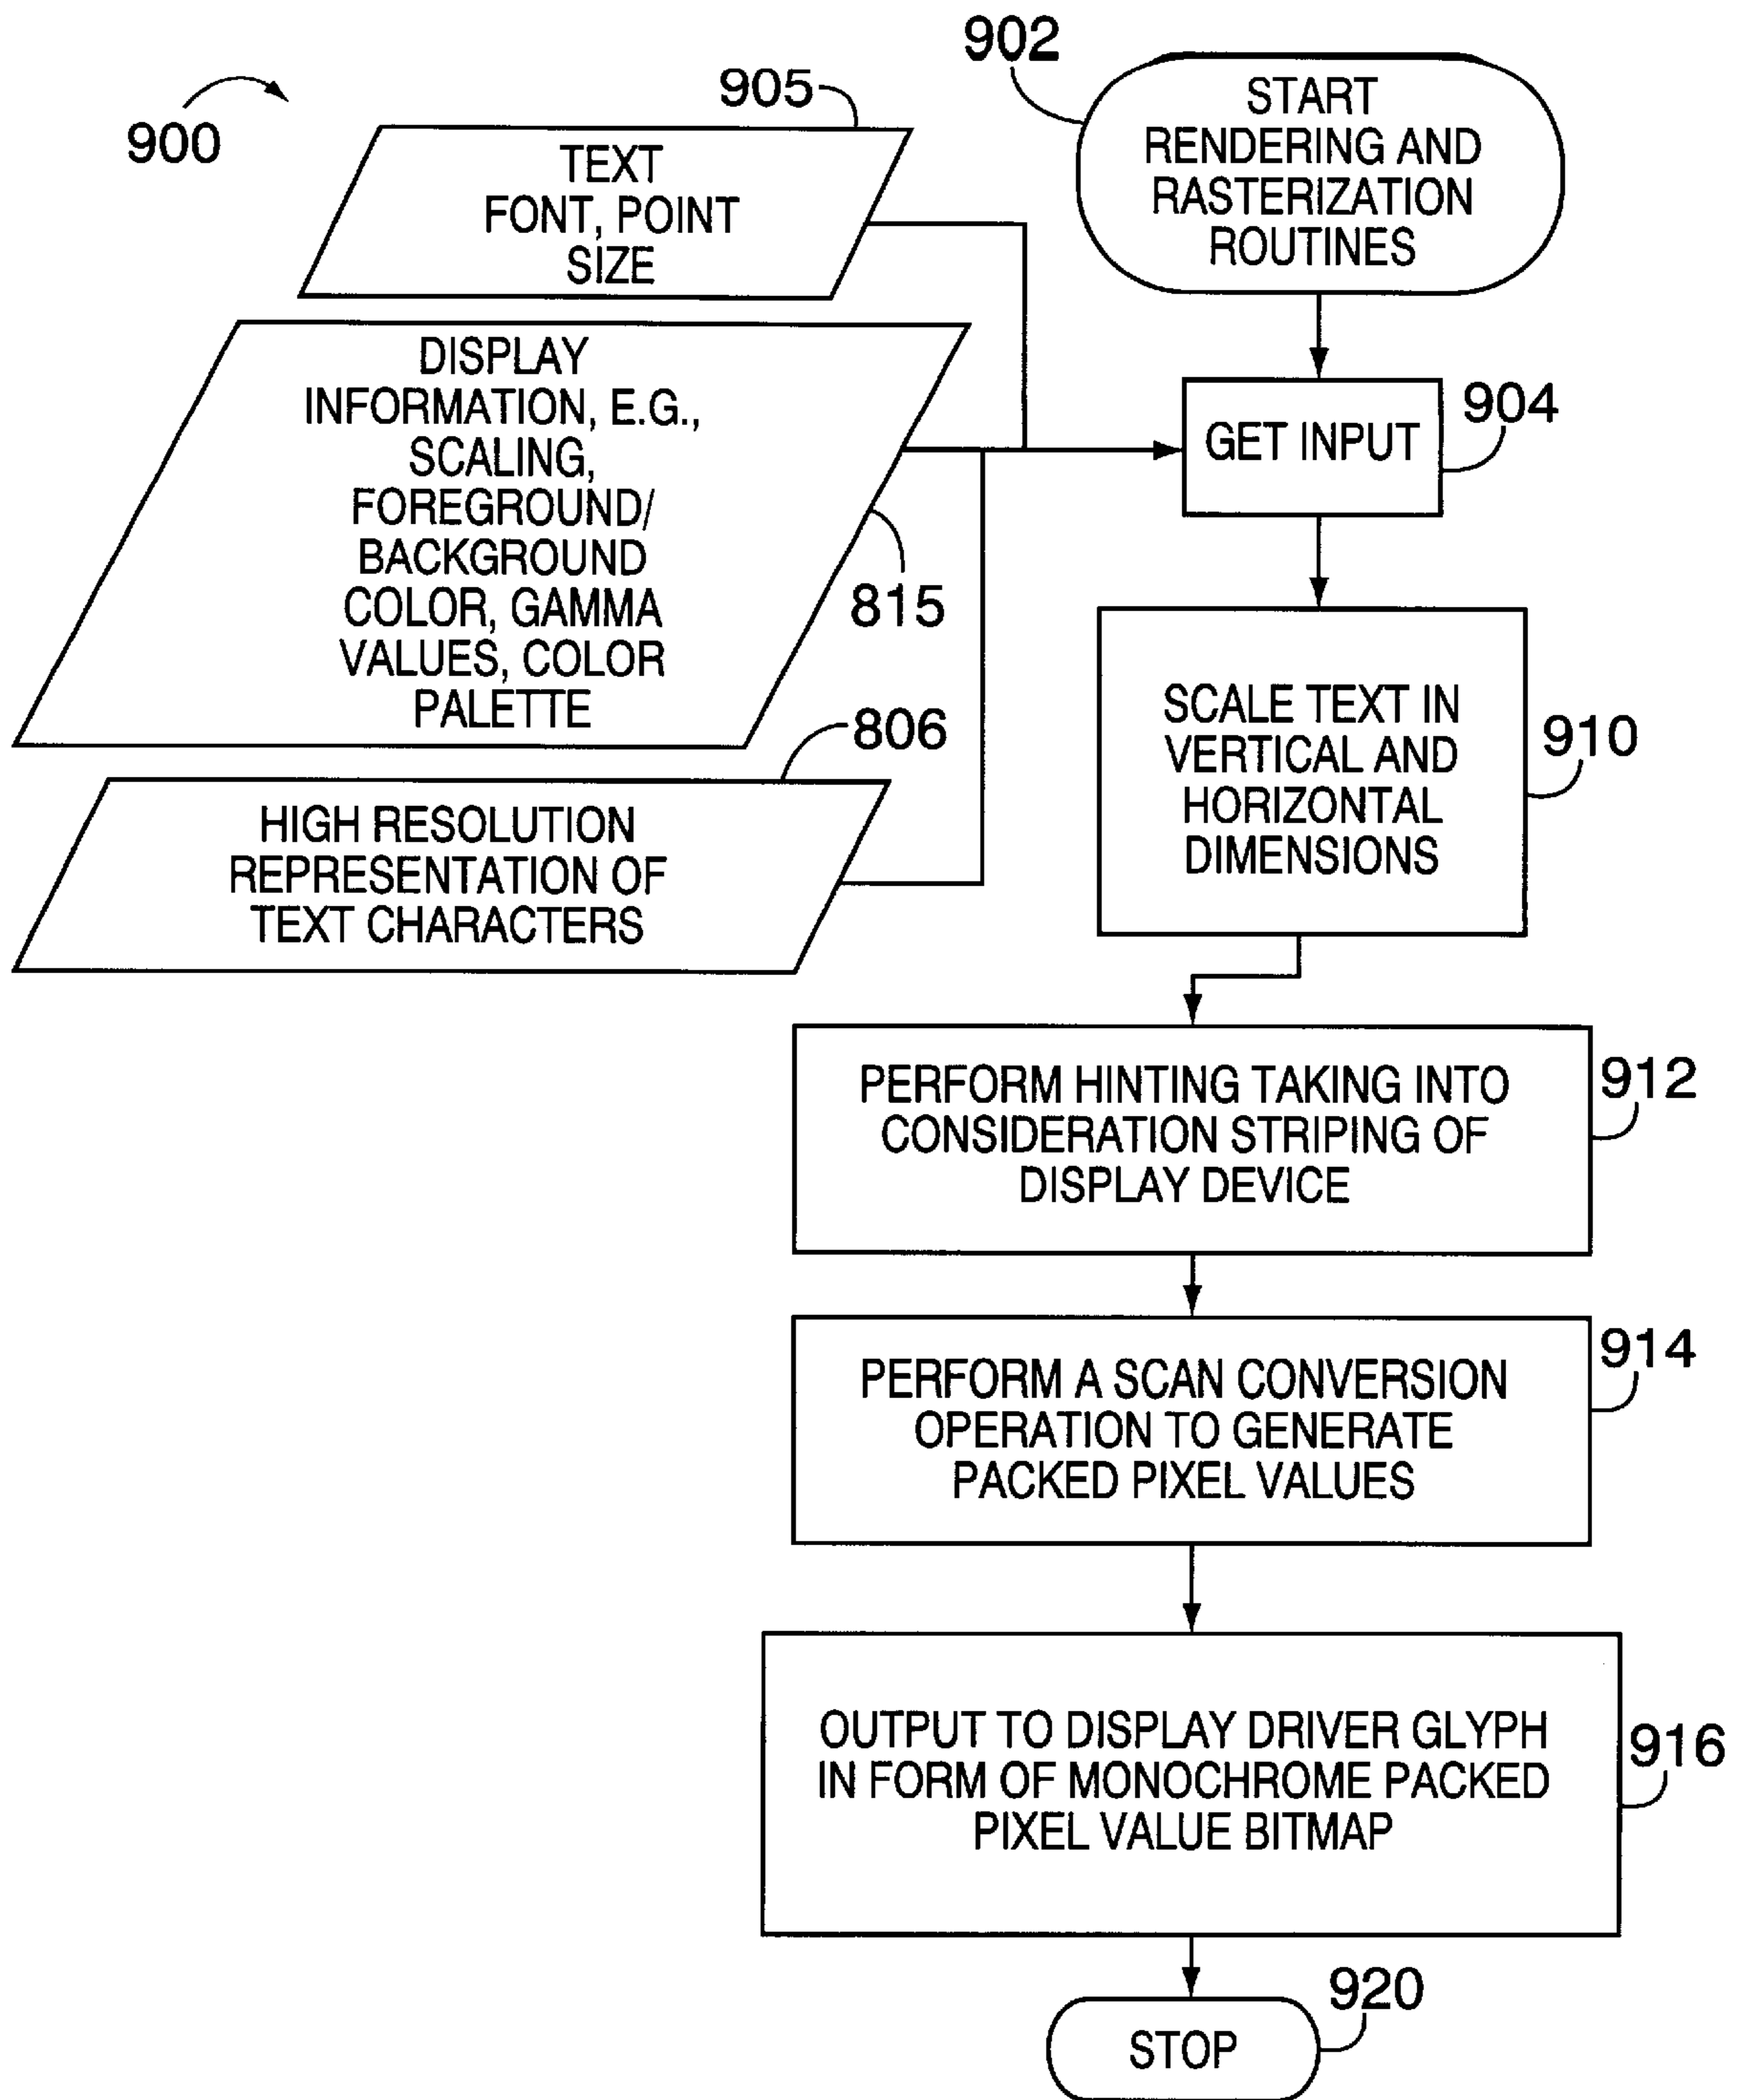 900
905
TEXT
FONT, POINT
SIZE
DISPLAY
INFORMATION, E.G.,
SCALING,
FOREGROUND/
BACKGROUND
COLOR, GAMMA
VALUES, COLOR
PALETTE
815
806
HIGH RESOLUTION
REPRESENTATION OF
TEXT CHARACTERS
902
START
RENDERING AND
RASTERIZATION
ROUTINES
GET INPUT
904
SCALE TEXT IN
VERTICAL AND
HORIZONTAL
DIMENSIONS
910
PERFORM HINTING TAKING INTO
CONSIDERATION STRIPING OF
DISPLAY DEVICE
912
PERFORM A SCAN CONVERSION
OPERATION TO GENERATE
PACKED PIXEL VALUES
914
OUTPUT TO DISPLAY DRIVER GLYPH
IN FORM OF MONOCHROME PACKED
PIXEL VALUE BITMAP
916
STOP
920